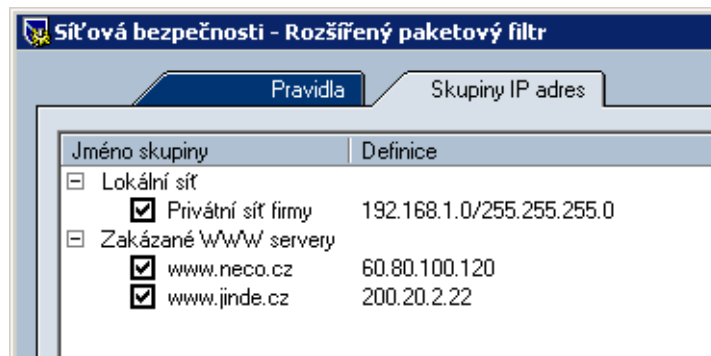 Síťová bezpečnosti - Rozšířený paketový filtr
Pravidla
Skupiny IP adres
Jméno skupiny Definice
Lokální síť
Privátní síť firmy 192.168.1.0/255.255.255.0
Zakázané WWW servery
www.neco.cz 60.80.100.120
www.jinde.cz 200.20.2.22